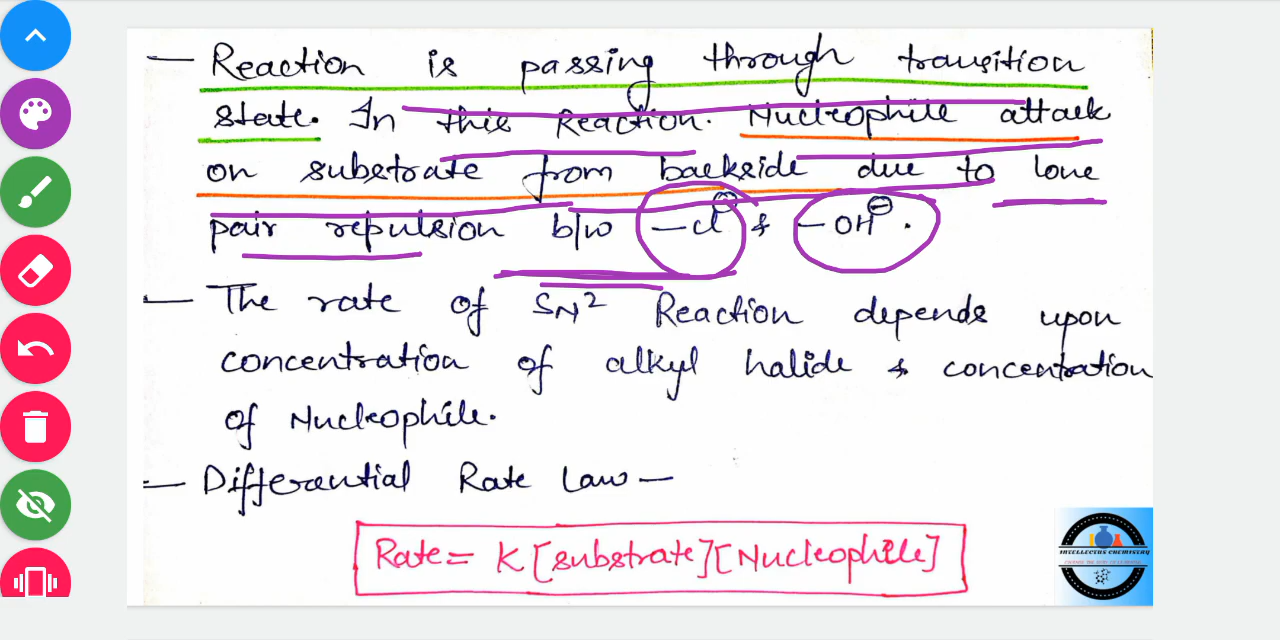 — Reaction is passing through transition
state. In this Reaction. Nucleophile attack
on substrate from backside due to lone
pair repulsion b/w —Cl⊖ & —OH⊖.
— The rate of SN² Reaction depends upon
concentration of alkyl halide & concentration
of Nucleophile.
— Differential Rate Law —
Rate = K [substrate][Nucleophile]
INTELLECTUS CHEMISTRY